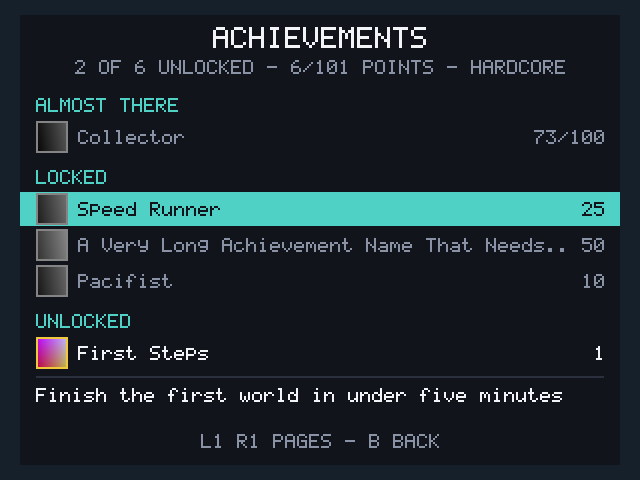 ACHIEVEMENTS
2 OF 6 UNLOCKED - 6/101 POINTS - HARDCORE
ALMOST THERE
Collector 73/100
LOCKED
Speed Runner 25
A Very Long Achievement Name That Needs.. 50
Pacifist 10
UNLOCKED
First Steps 1
Finish the first world in under five minutes
L1 R1 PAGES - B BACK